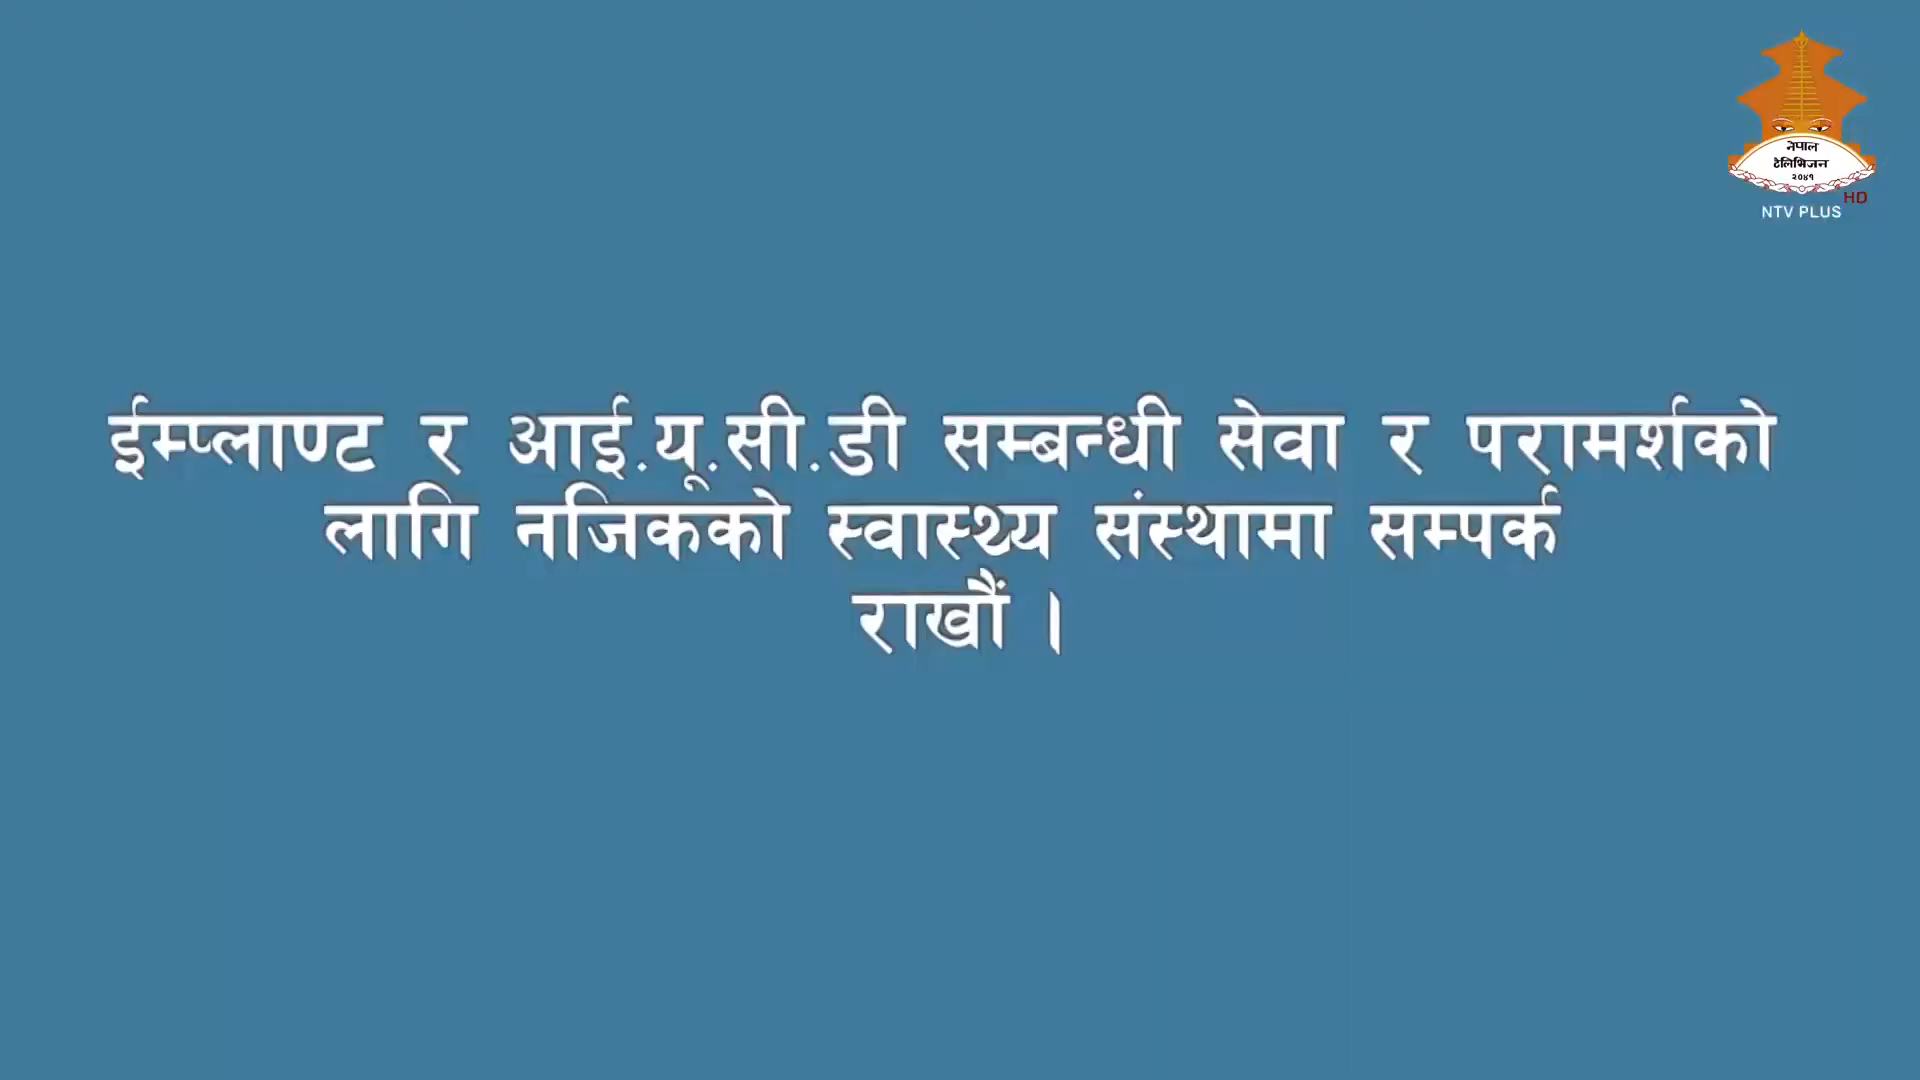 नेपाल
टेलिभिजन
२०४१
HD
NTV PLUS
ईम्प्लाण्ट र आई.यू.सी.डी सम्बन्धी सेवा र परामर्शको
लागि नजिकको स्वास्थ्य संस्थामा सम्पर्क
राखौं ।